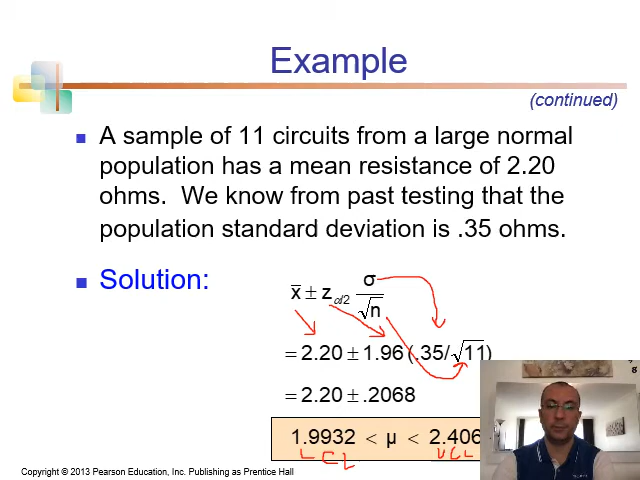 Example
(continued)
A sample of 11 circuits from a large normal
population has a mean resistance of 2.20
ohms. We know from past testing that the
population standard deviation is .35 ohms.
Solution:
x̄ ± z_α/2 σ/√n
= 2.20 ± 1.96 (.35/√11)
= 2.20 ± .2068
1.9932 < μ < 2.406
LCL UCL
Copyright © 2013 Pearson Education, Inc. Publishing as Prentice Hall